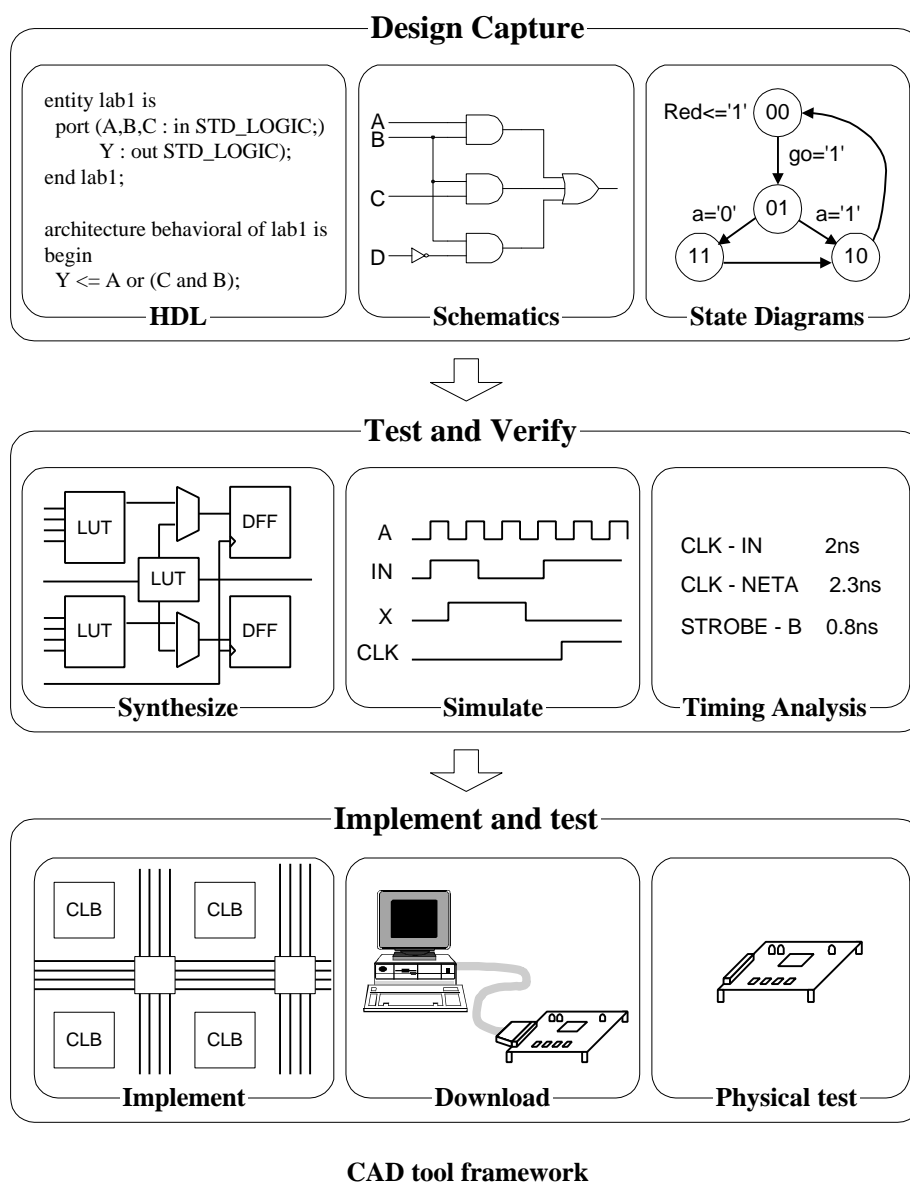 Design Capture
entity lab1 is
port (A,B,C : in STD_LOGIC;)
Y : out STD_LOGIC);
end lab1;
architecture behavioral of lab1 is
begin
Y <= A or (C and B);
HDL
A
B
C
D
Schematics
Red<='1'
00
go='1'
01
a='0'
a='1'
11
10
State Diagrams
Test and Verify
LUT
DFF
LUT
LUT
DFF
Synthesize
A
IN
X
CLK
Simulate
CLK - IN 2ns
CLK - NETA 2.3ns
STROBE - B 0.8ns
Timing Analysis
Implement and test
CLB
CLB
CLB
CLB
Implement
Download
Physical test
CAD tool framework